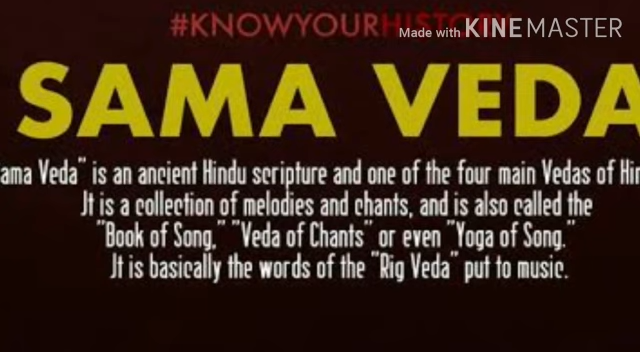 #KNOWYOURHISTORY
Made with KINEMASTER
SAMA VEDA
ama Veda" is an ancient Hindu scripture and one of the four main Vedas of Hin
It is a collection of melodies and chants, and is also called the
"Book of Song," "Veda of Chants" or even "Yoga of Song."
It is basically the words of the "Rig Veda" put to music.